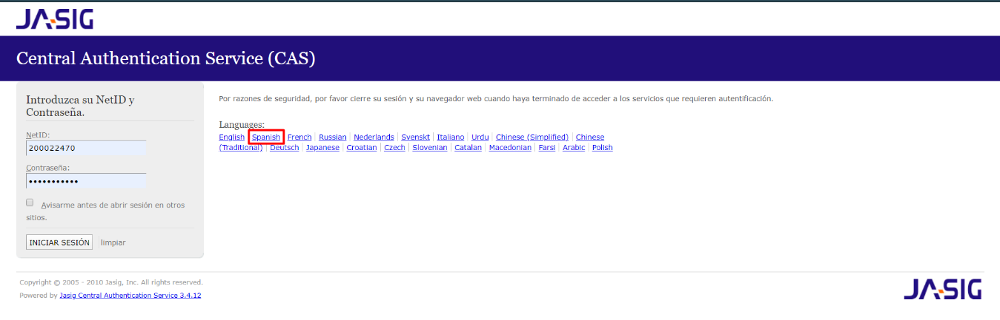 JASIG
Central Authentication Service (CAS)
Introduzca su NetID y
Contraseña.
NetID:
200022470
Contraseña:
•••••••••••
Avisarme antes de abrir sesión en otros
sitios.
INICIAR SESIÓN limpiar
Por razones de seguridad, por favor cierre su sesión y su navegador web cuando haya terminado de acceder a los servicios que requieren autentificación.
Languages:
English | Spanish | French | Russian | Nederlands | Svenskt | Italiano | Urdu | Chinese (Simplified) | Chinese
(Traditional) | Deutsch | Japanese | Croatian | Czech | Slovenian | Catalan | Macedonian | Farsi | Arabic | Polish
Copyright © 2005 - 2010 Jasig, Inc. All rights reserved.
Powered by Jasig Central Authentication Service 3.4.12
JASIG